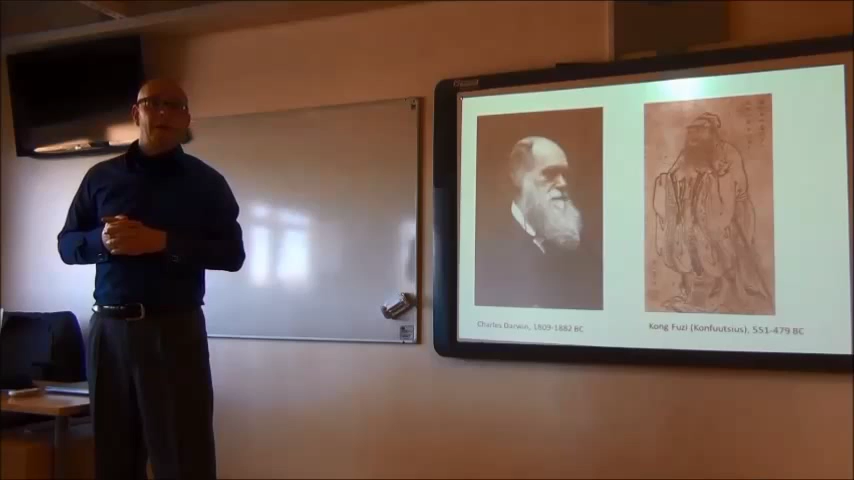 Charles Darwin, 1809-1882 BC
Kong Fuzi (Konfuutsius), 551-479 BC